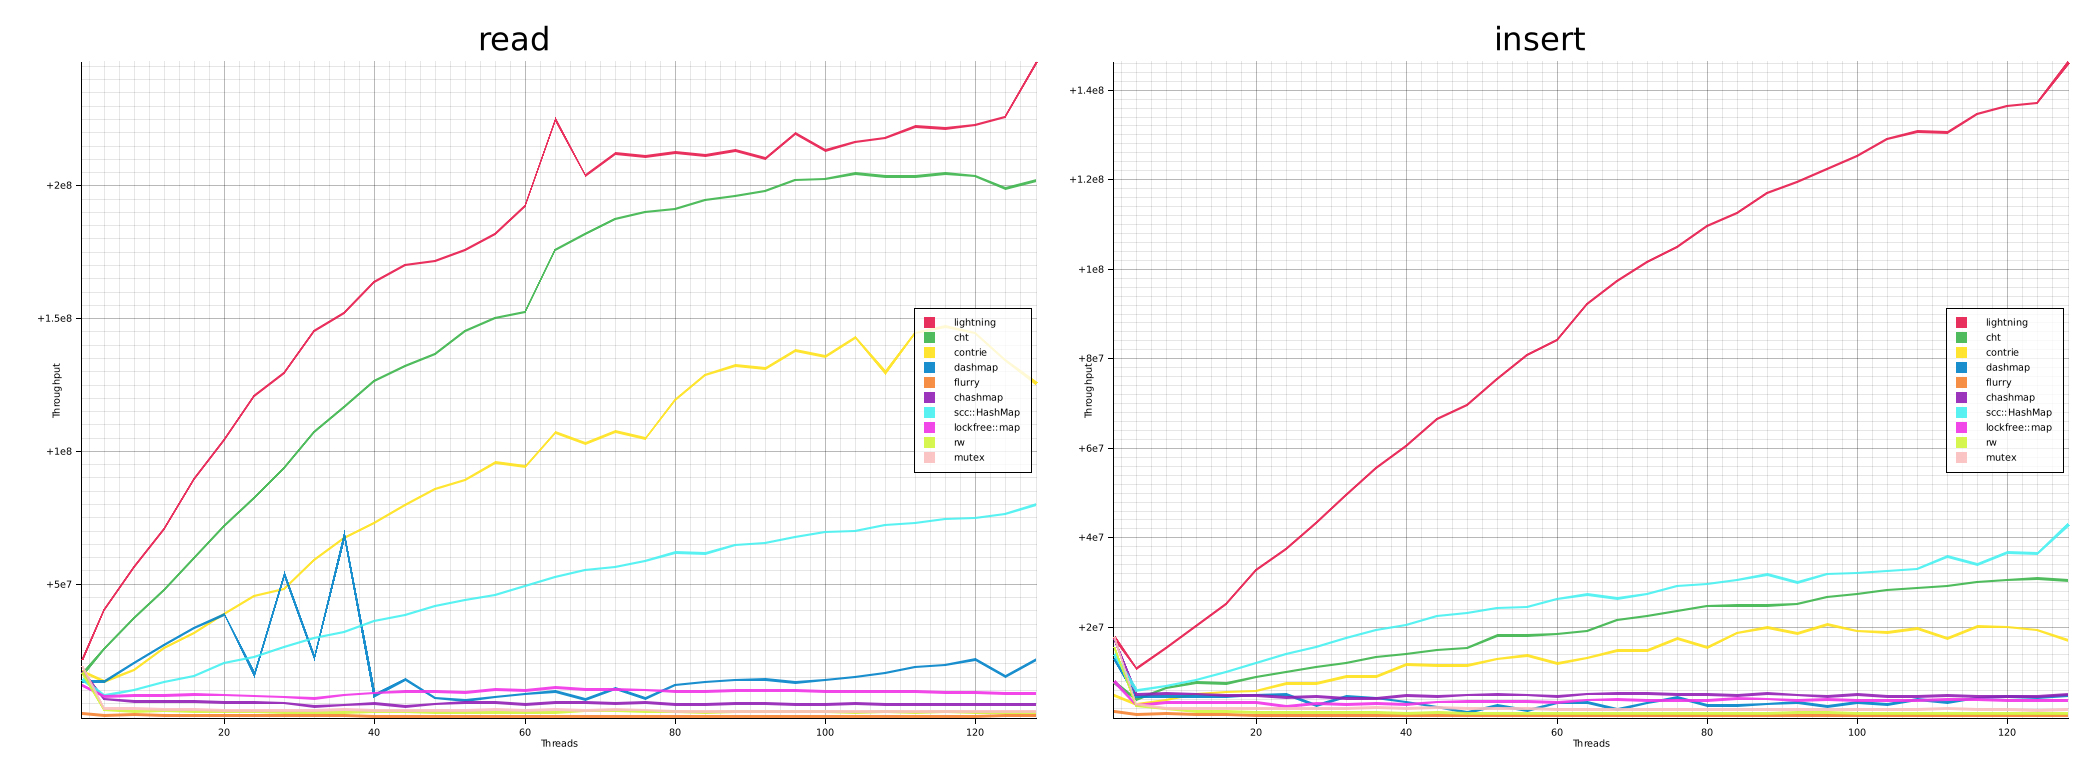 read
+2e8
+1.5e8
+1e8
+5e7
Throughput
20
40
60
80
100
120
Threads
lightning
cht
contrie
dashmap
flurry
chashmap
scc::HashMap
lockfree::map
rw
mutex
insert
+1.4e8
+1.2e8
+1e8
+8e7
+6e7
+4e7
+2e7
Throughput
20
40
60
80
100
120
Threads
lightning
cht
contrie
dashmap
flurry
chashmap
scc::HashMap
lockfree::map
rw
mutex